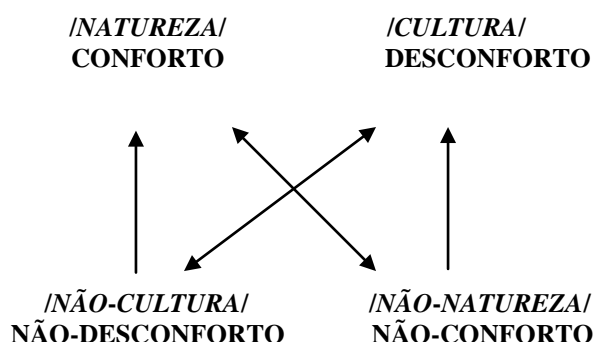 /NATUREZA/ /CULTURA/
CONFORTO DESCONFORTO
/NÃO-CULTURA/ /NÃO-NATUREZA/
NÃO-DESCONFORTO NÃO-CONFORTO